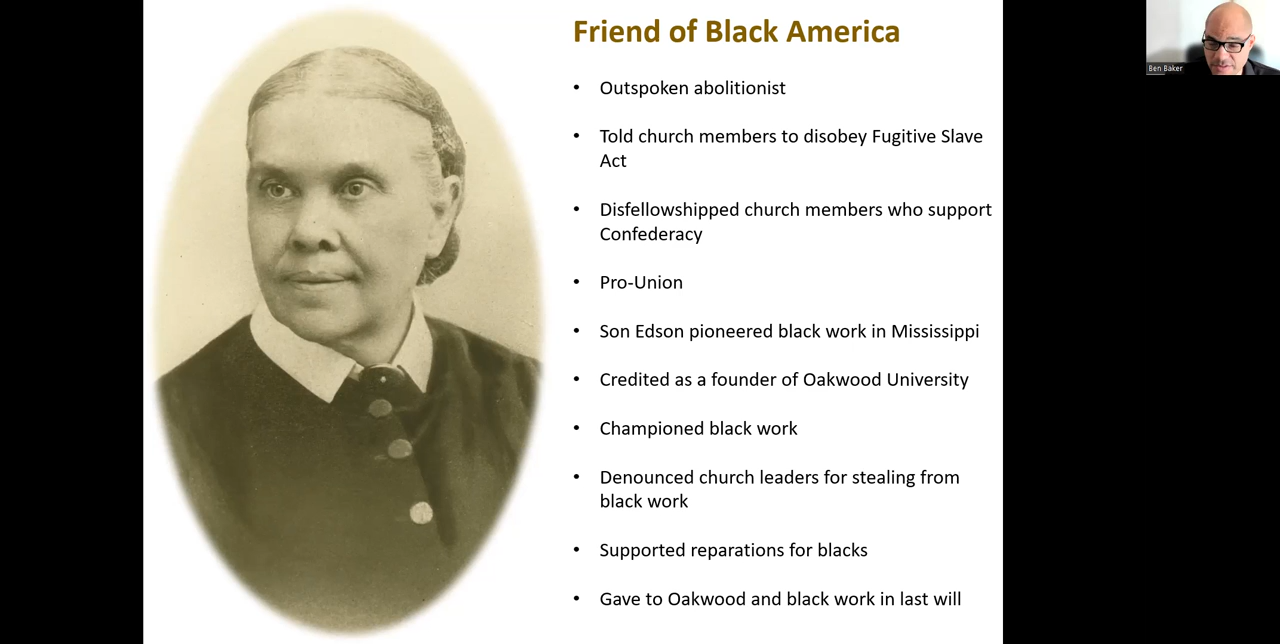 Friend of Black America
• Outspoken abolitionist
• Told church members to disobey Fugitive Slave
Act
• Disfellowshipped church members who support
Confederacy
• Pro-Union
• Son Edson pioneered black work in Mississippi
• Credited as a founder of Oakwood University
• Championed black work
• Denounced church leaders for stealing from
black work
• Supported reparations for blacks
• Gave to Oakwood and black work in last will
Ben Baker